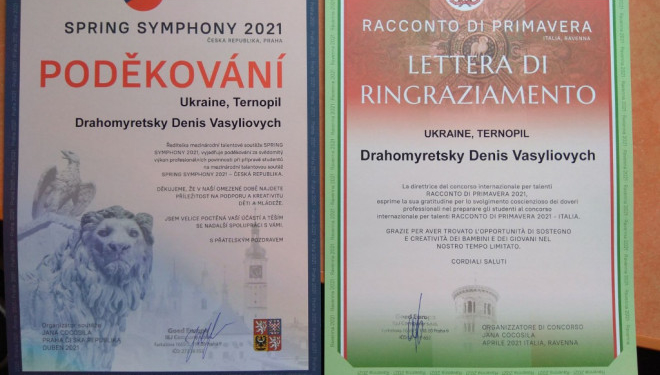 SPRING SYMPHONY 2021
ČESKÁ REPUBLIKA, PRAHA
PODĚKOVÁNÍ
Ukraine, Ternopil
Drahomyretsky Denis Vasyliovych
Ředitelka mezinárodní talentové soutěže SPRING
SYMPHONY 2021, vyjadřuje poděkování za svědomitý
výkon profesionálních povinností při přípravě studentů
na mezinárodní talentovou soutěž
SPRING SYMPHONY 2021 - ČESKÁ REPUBLIKA.
DĚKUJEME, ŽE V NAŠÍ OMEZENÉ DOBĚ NAJDETE
PŘÍLEŽITOST NA PODPORU A KREATIVITU
DĚTI A MLÁDEŽE.
JSEM VELICE POCTĚNÁ VAŠÍ ÚČASTÍ A TĚŠÍM
SE NADALŠÍ SPOLUPRÁCI S VÁMI.
S PŘÁTELSKÝM POZDRAVEM
Organizátor soutěže
JANA COCOSILA
PRAHA ČESKÁ REPUBLIKA
DUBEN 2021
RACCONTO DI PRIMAVERA
ITALIA, RAVENNA
LETTERA DI
RINGRAZIAMENTO
UKRAINE, TERNOPIL
Drahomyretsky Denis Vasyliovych
La direttrice del concorso internazionale per talenti
RACCONTO DI PRIMAVERA 2021,
esprime la sua gratitudine per lo svolgimento coscienzioso dei doveri
professionali nel preparare gli studenti al concorso
internazionale per talenti RACCONTO DI PRIMAVERA 2021 - ITALIA.
GRAZIE PER AVER TROVATO L'OPPORTUNITÀ DI SOSTEGNO
E CREATIVITÀ DEI BAMBINI E DEI GIOVANI NEL
NOSTRO TEMPO LIMITATO.
CORDIALI SALUTI
ORGANIZZATORE DI CONCORSO
JANA COCOSILA
APRILE 2021 ITALIA, RAVENNA